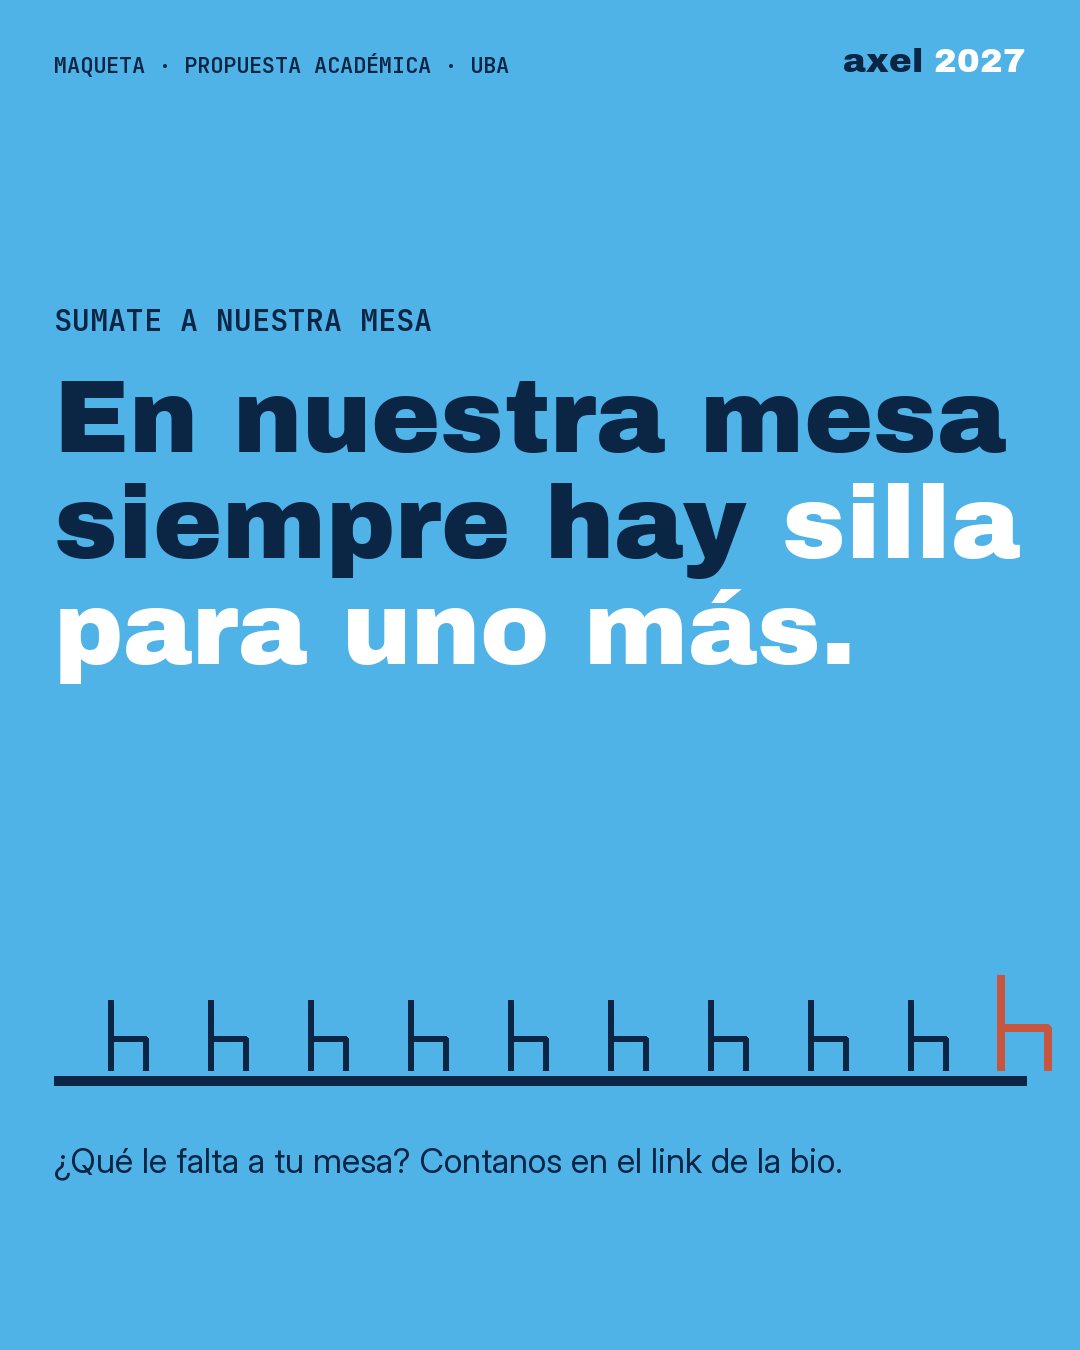 MAQUETA · PROPUESTA ACADÉMICA · UBA
axel 2027
SUMATE A NUESTRA MESA
En nuestra mesa
siempre hay silla
para uno más.
¿Qué le falta a tu mesa? Contanos en el link de la bio.